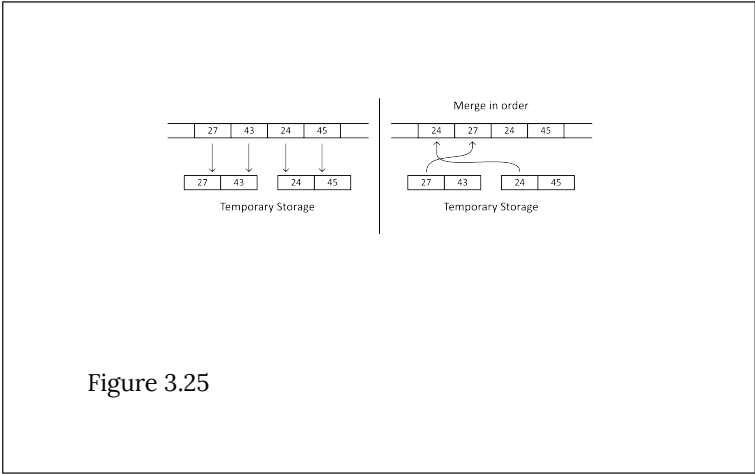 27 43 24 45
27 43 24 45
Temporary Storage
Merge in order
24 27 24 45
27 43 24 45
Temporary Storage
Figure 3.25